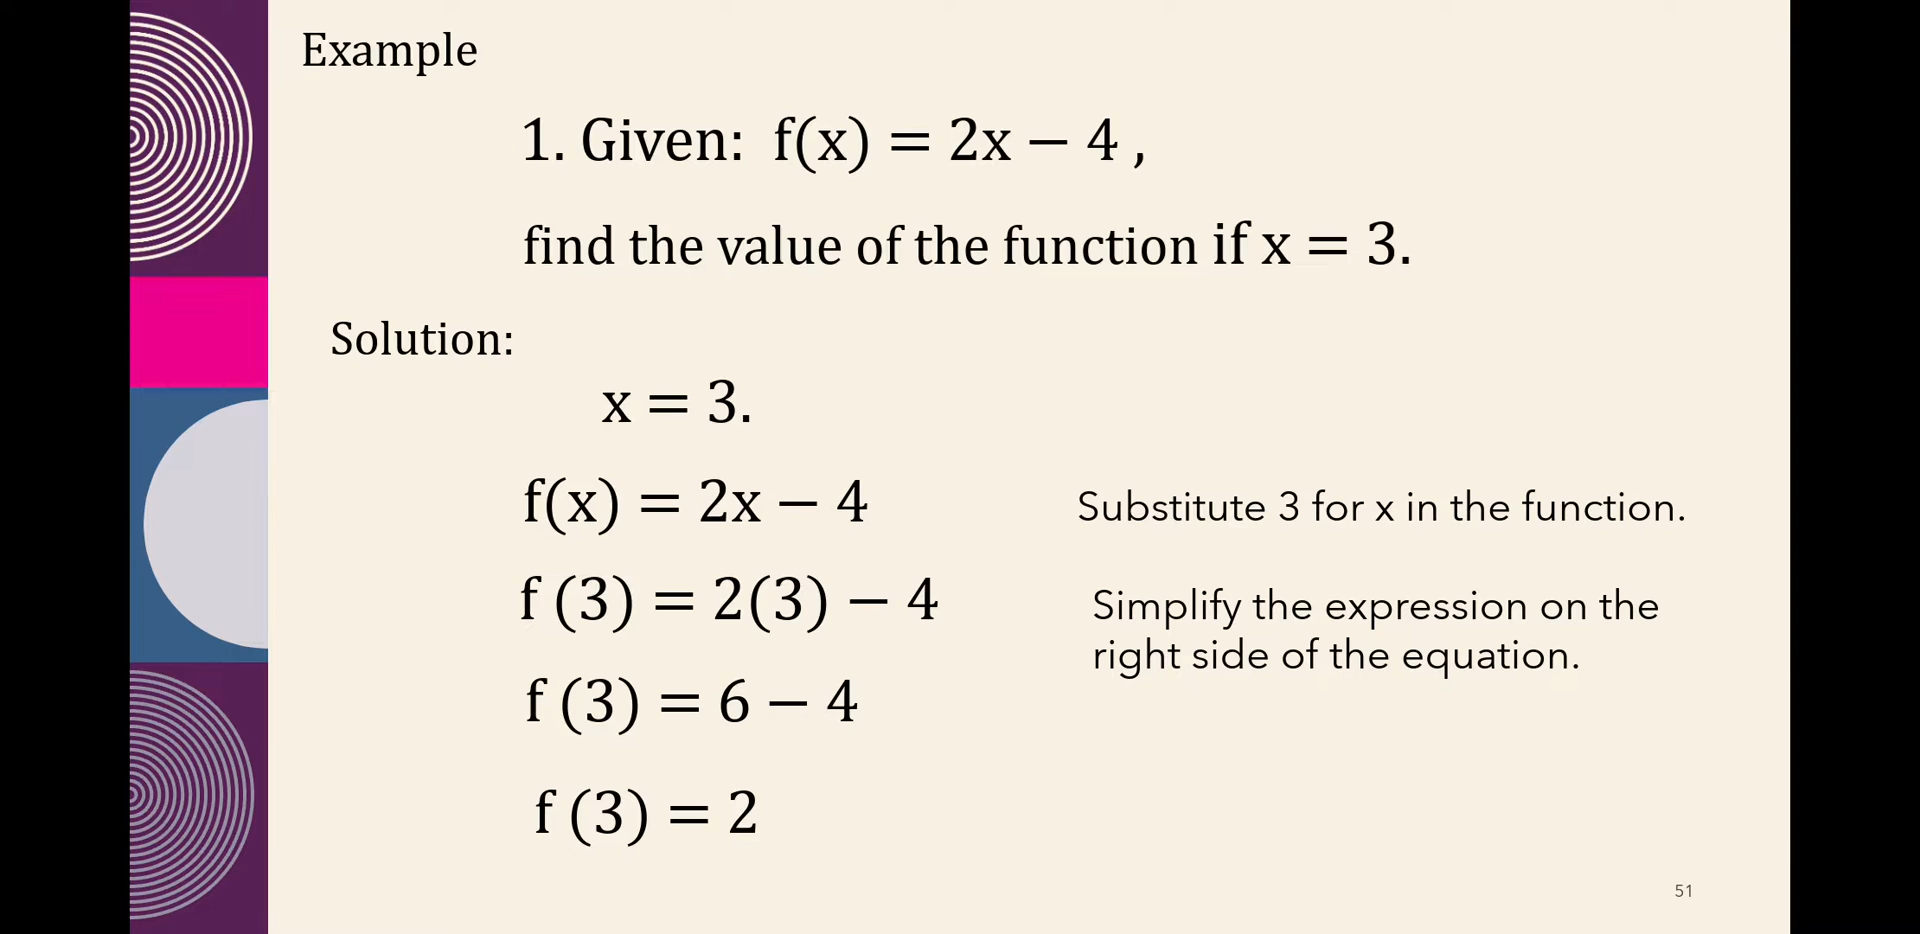 Example
1. Given: f(x) = 2x − 4 ,
find the value of the function if x = 3.
Solution:
x = 3.
f(x) = 2x − 4
Substitute 3 for x in the function.
f (3) = 2(3) − 4
Simplify the expression on the
right side of the equation.
f (3) = 6 − 4
f (3) = 2
51